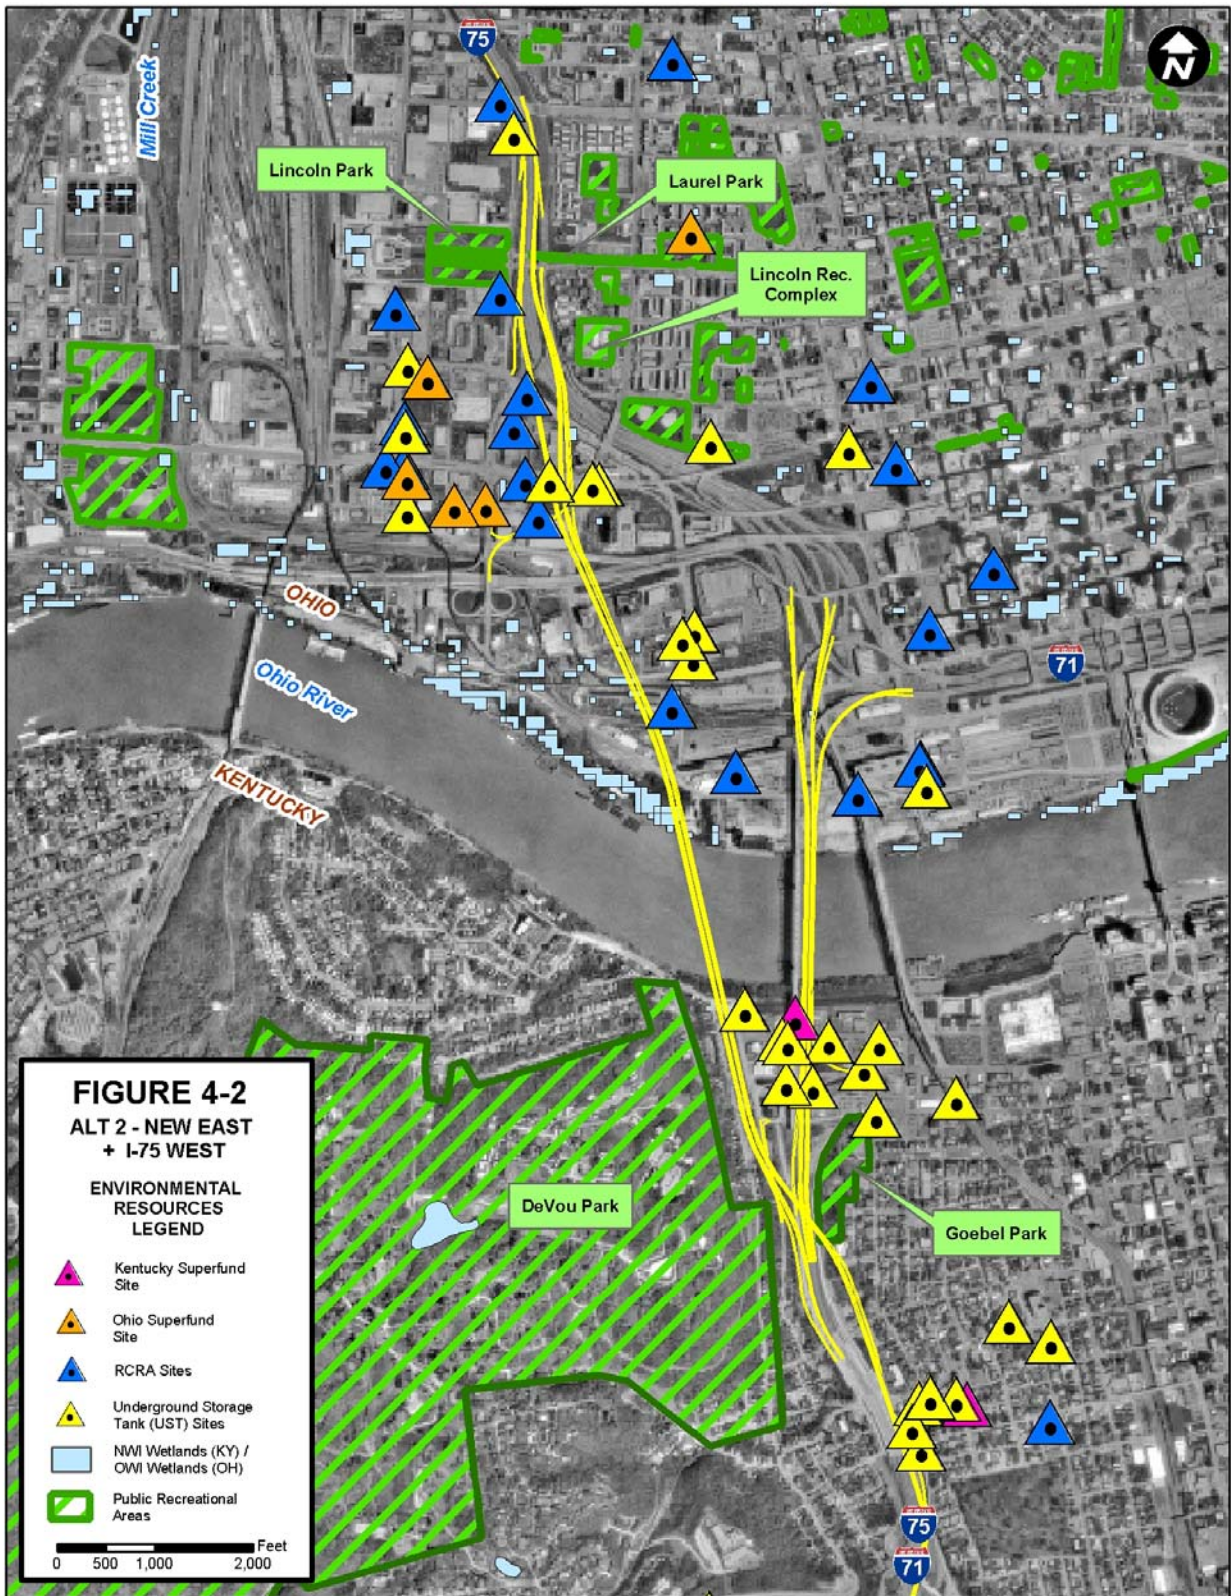 75
N
Mill Creek
Lincoln Park
Laurel Park
Lincoln Rec.
Complex
OHIO
Ohio River
71
KENTUCKY
FIGURE 4-2
ALT 2 - NEW EAST
+ I-75 WEST
ENVIRONMENTAL
RESOURCES
LEGEND
Kentucky Superfund
Site
Ohio Superfund
Site
RCRA Sites
Underground Storage
Tank (UST) Sites
NWI Wetlands (KY) /
OWI Wetlands (OH)
Public Recreational
Areas
Feet
0 500 1,000 2,000
DeVou Park
Goebel Park
75
71